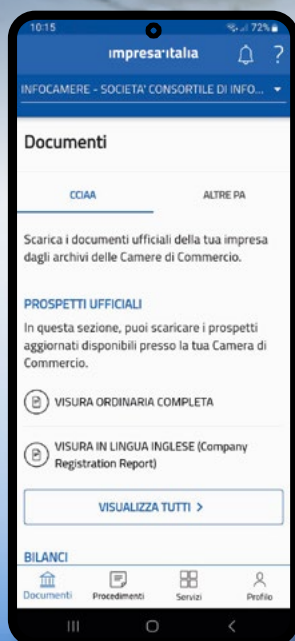 10:15
72%
impresa italia
?
INFOCAMERE - SOCIETA' CONSORTILE DI INFO...
Documenti
CCIAA
ALTRE PA
Scarica i documenti ufficiali della tua impresa
dagli archivi delle Camere di Commercio.
PROSPETTI UFFICIALI
In questa sezione, puoi scaricare i prospetti
aggiornati disponibili presso la tua Camera di
Commercio.
VISURA ORDINARIA COMPLETA
VISURA IN LINGUA INGLESE (Company
Registration Report)
VISUALIZZA TUTTI >
BILANCI
Documenti
Procedimenti
Servizi
Profilo